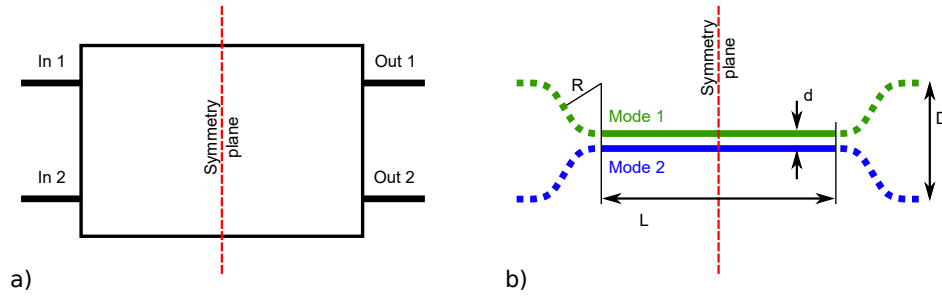 In 1
In 2
Symmetry
plane
Out 1
Out 2
a)
R
Mode 1
Mode 2
L
Symmetry
plane
d
D
b)